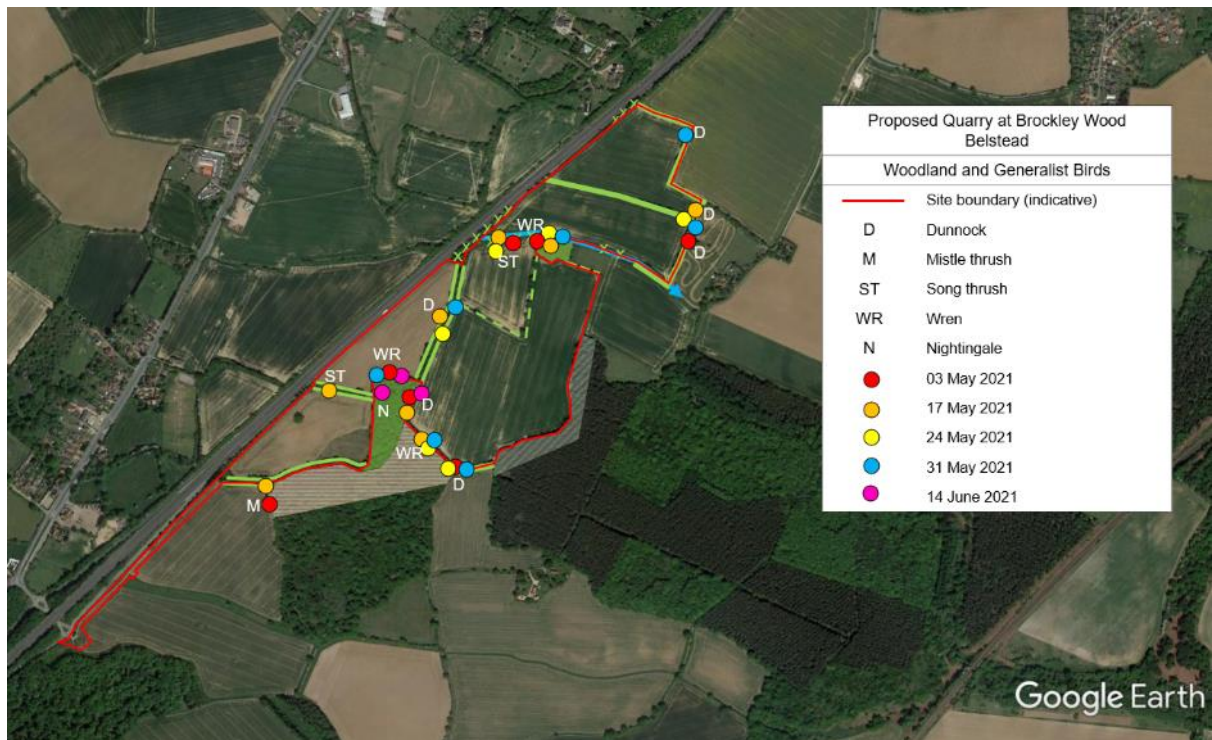 Proposed Quarry at Brockley Wood
Belstead
Woodland and Generalist Birds
Site boundary (indicative)
D Dunnock
M Mistle thrush
ST Song thrush
WR Wren
N Nightingale
03 May 2021
17 May 2021
24 May 2021
31 May 2021
14 June 2021
D
D
WR
D
ST
D
WR
ST
D
N
WR
D
M
Google Earth